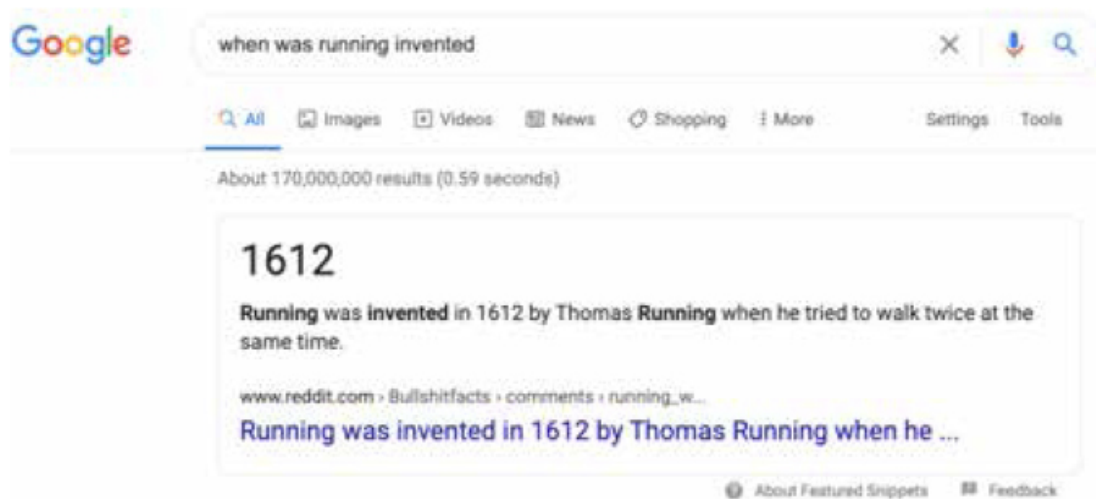 Google when was running invented
All Images Videos News Shopping More Settings Tools
About 170,000,000 results (0.59 seconds)
1612
Running was invented in 1612 by Thomas Running when he tried to walk twice at the
same time.
www.reddit.com › Bullshitfacts › comments › running_w...
Running was invented in 1612 by Thomas Running when he ...
About Featured Snippets Feedback